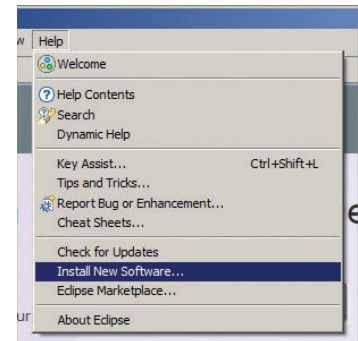 w Help
Welcome
Help Contents
Search
Dynamic Help
Key Assist... Ctrl+Shift+L
Tips and Tricks...
Report Bug or Enhancement...
Cheat Sheets...
Check for Updates
Install New Software...
Eclipse Marketplace...
About Eclipse
e
ur